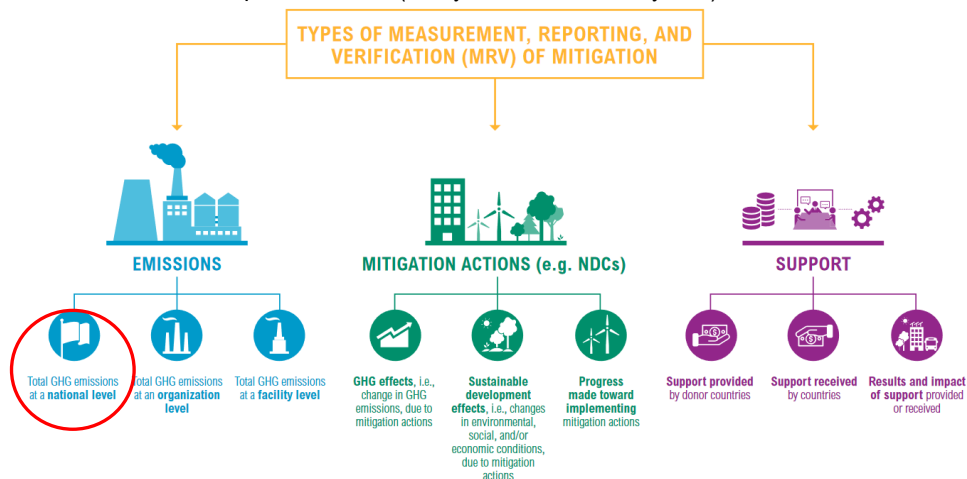 TYPES OF MEASUREMENT, REPORTING, AND
VERIFICATION (MRV) OF MITIGATION
EMISSIONS
Total GHG emissions
at a national level
Total GHG emissions
at an organization
level
Total GHG emissions
at a facility level
MITIGATION ACTIONS (e.g. NDCs)
GHG effects, i.e.,
change in GHG
emissions, due to
mitigation actions
Sustainable
development
effects, i.e., changes
in environmental,
social, and/or
economic conditions,
due to mitigation
actions
Progress
made toward
implementing
mitigation actions
SUPPORT
Support provided
by donor countries
Support received
by countries
Results and impact
of support provided
or received